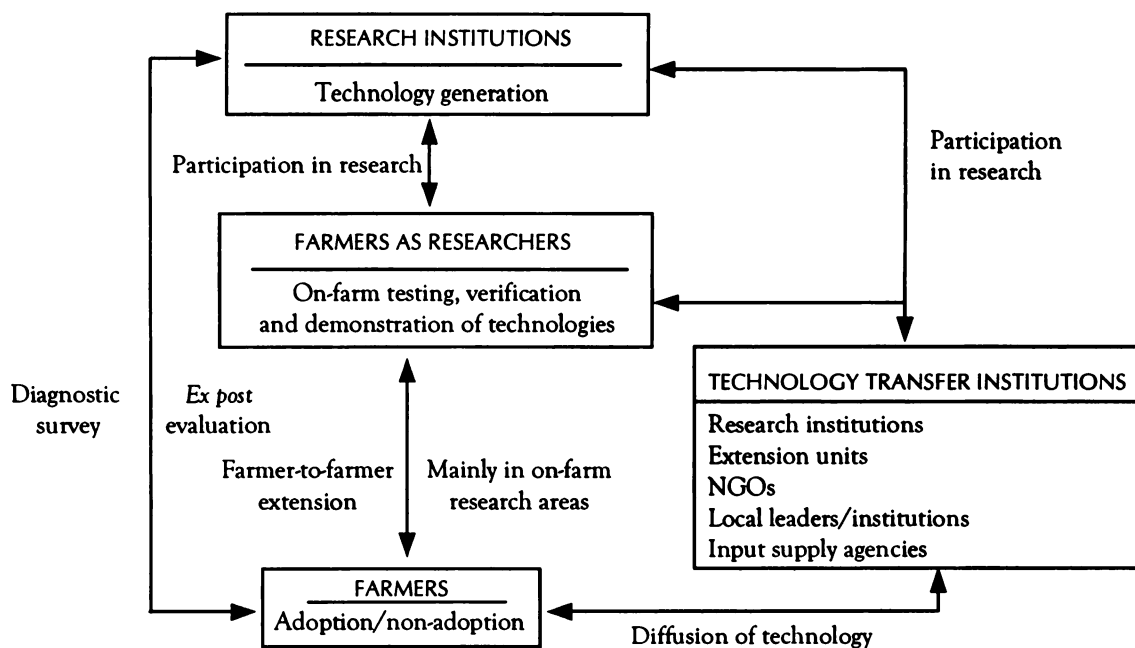 RESEARCH INSTITUTIONS
Technology generation
Participation in research
Participation
in research
FARMERS AS RESEARCHERS
On-farm testing, verification
and demonstration of technologies
TECHNOLOGY TRANSFER INSTITUTIONS
Research institutions
Extension units
NGOs
Local leaders/institutions
Input supply agencies
Diagnostic
survey
Ex post
evaluation
Farmer-to-farmer
extension
Mainly in on-farm
research areas
FARMERS
Adoption/non-adoption
Diffusion of technology